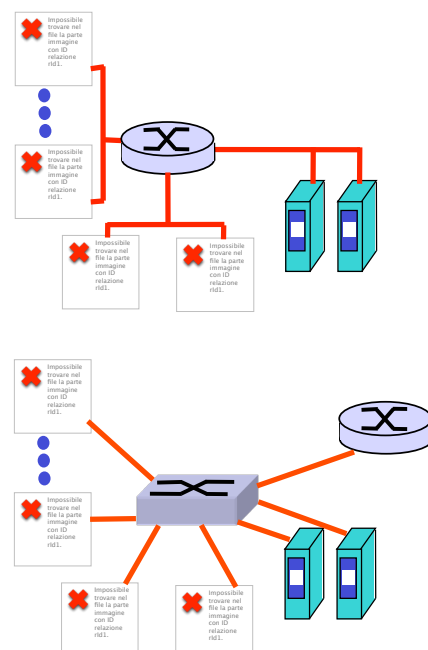 Impossibile
trovare nel
file la parte
immagine
con ID
relazione
rId1.
Impossibile
trovare nel
file la parte
immagine
con ID
relazione
rId1.
Impossibile
trovare nel
file la parte
immagine
con ID
relazione
rId1.
Impossibile
trovare nel
file la parte
immagine
con ID
relazione
rId1.
Impossibile
trovare nel
file la parte
immagine
con ID
relazione
rId1.
Impossibile
trovare nel
file la parte
immagine
con ID
relazione
rId1.
Impossibile
trovare nel
file la parte
immagine
con ID
relazione
rId1.
Impossibile
trovare nel
file la parte
immagine
con ID
relazione
rId1.